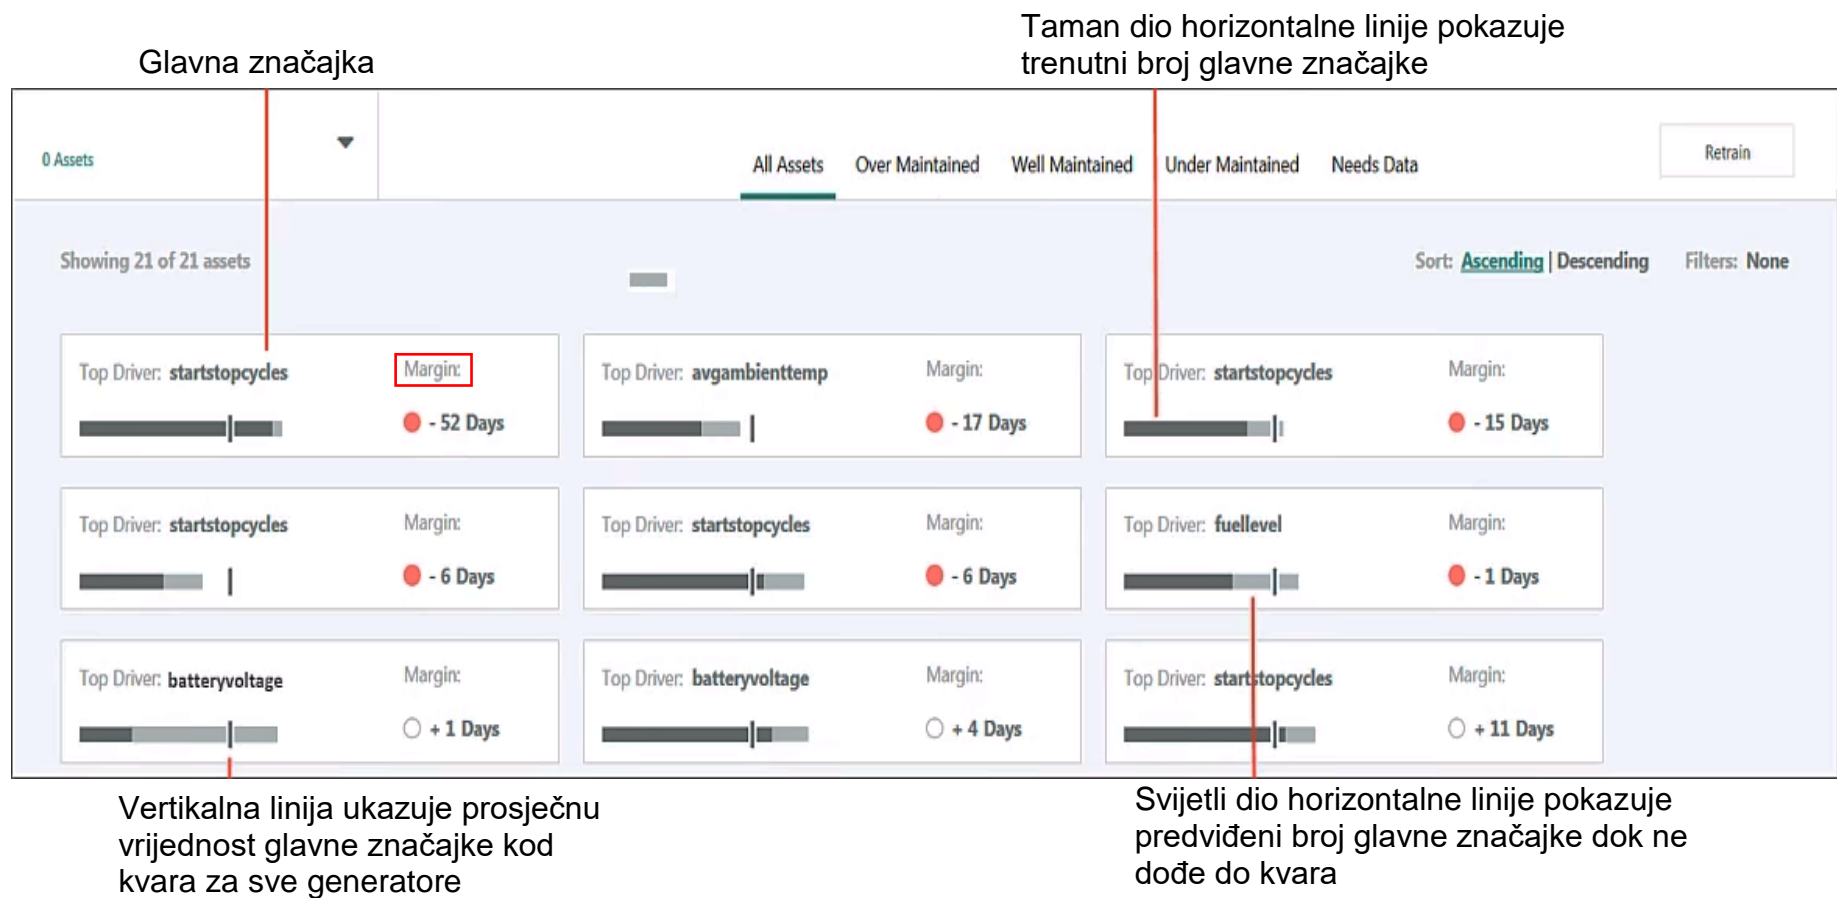 Taman dio horizontalne linije pokazuje
trenutni broj glavne značajke
Glavna značajka
0 Assets
All Assets Over Maintained Well Maintained Under Maintained Needs Data
Retrain
Showing 21 of 21 assets
Sort: Ascending | Descending Filters: None
Top Driver: startstopcycles Margin:
- 52 Days
Top Driver: avgambienttemp Margin:
- 17 Days
Top Driver: startstopcycles Margin:
- 15 Days
Top Driver: startstopcycles Margin:
- 6 Days
Top Driver: startstopcycles Margin:
- 6 Days
Top Driver: fuellevel Margin:
- 1 Days
Top Driver: batteryvoltage Margin:
+ 1 Days
Top Driver: batteryvoltage Margin:
+ 4 Days
Top Driver: startstopcycles Margin:
+ 11 Days
Vertikalna linija ukazuje prosječnu
vrijednost glavne značajke kod
kvara za sve generatore
Svijetli dio horizontalne linije pokazuje
predviđeni broj glavne značajke dok ne
dođe do kvara